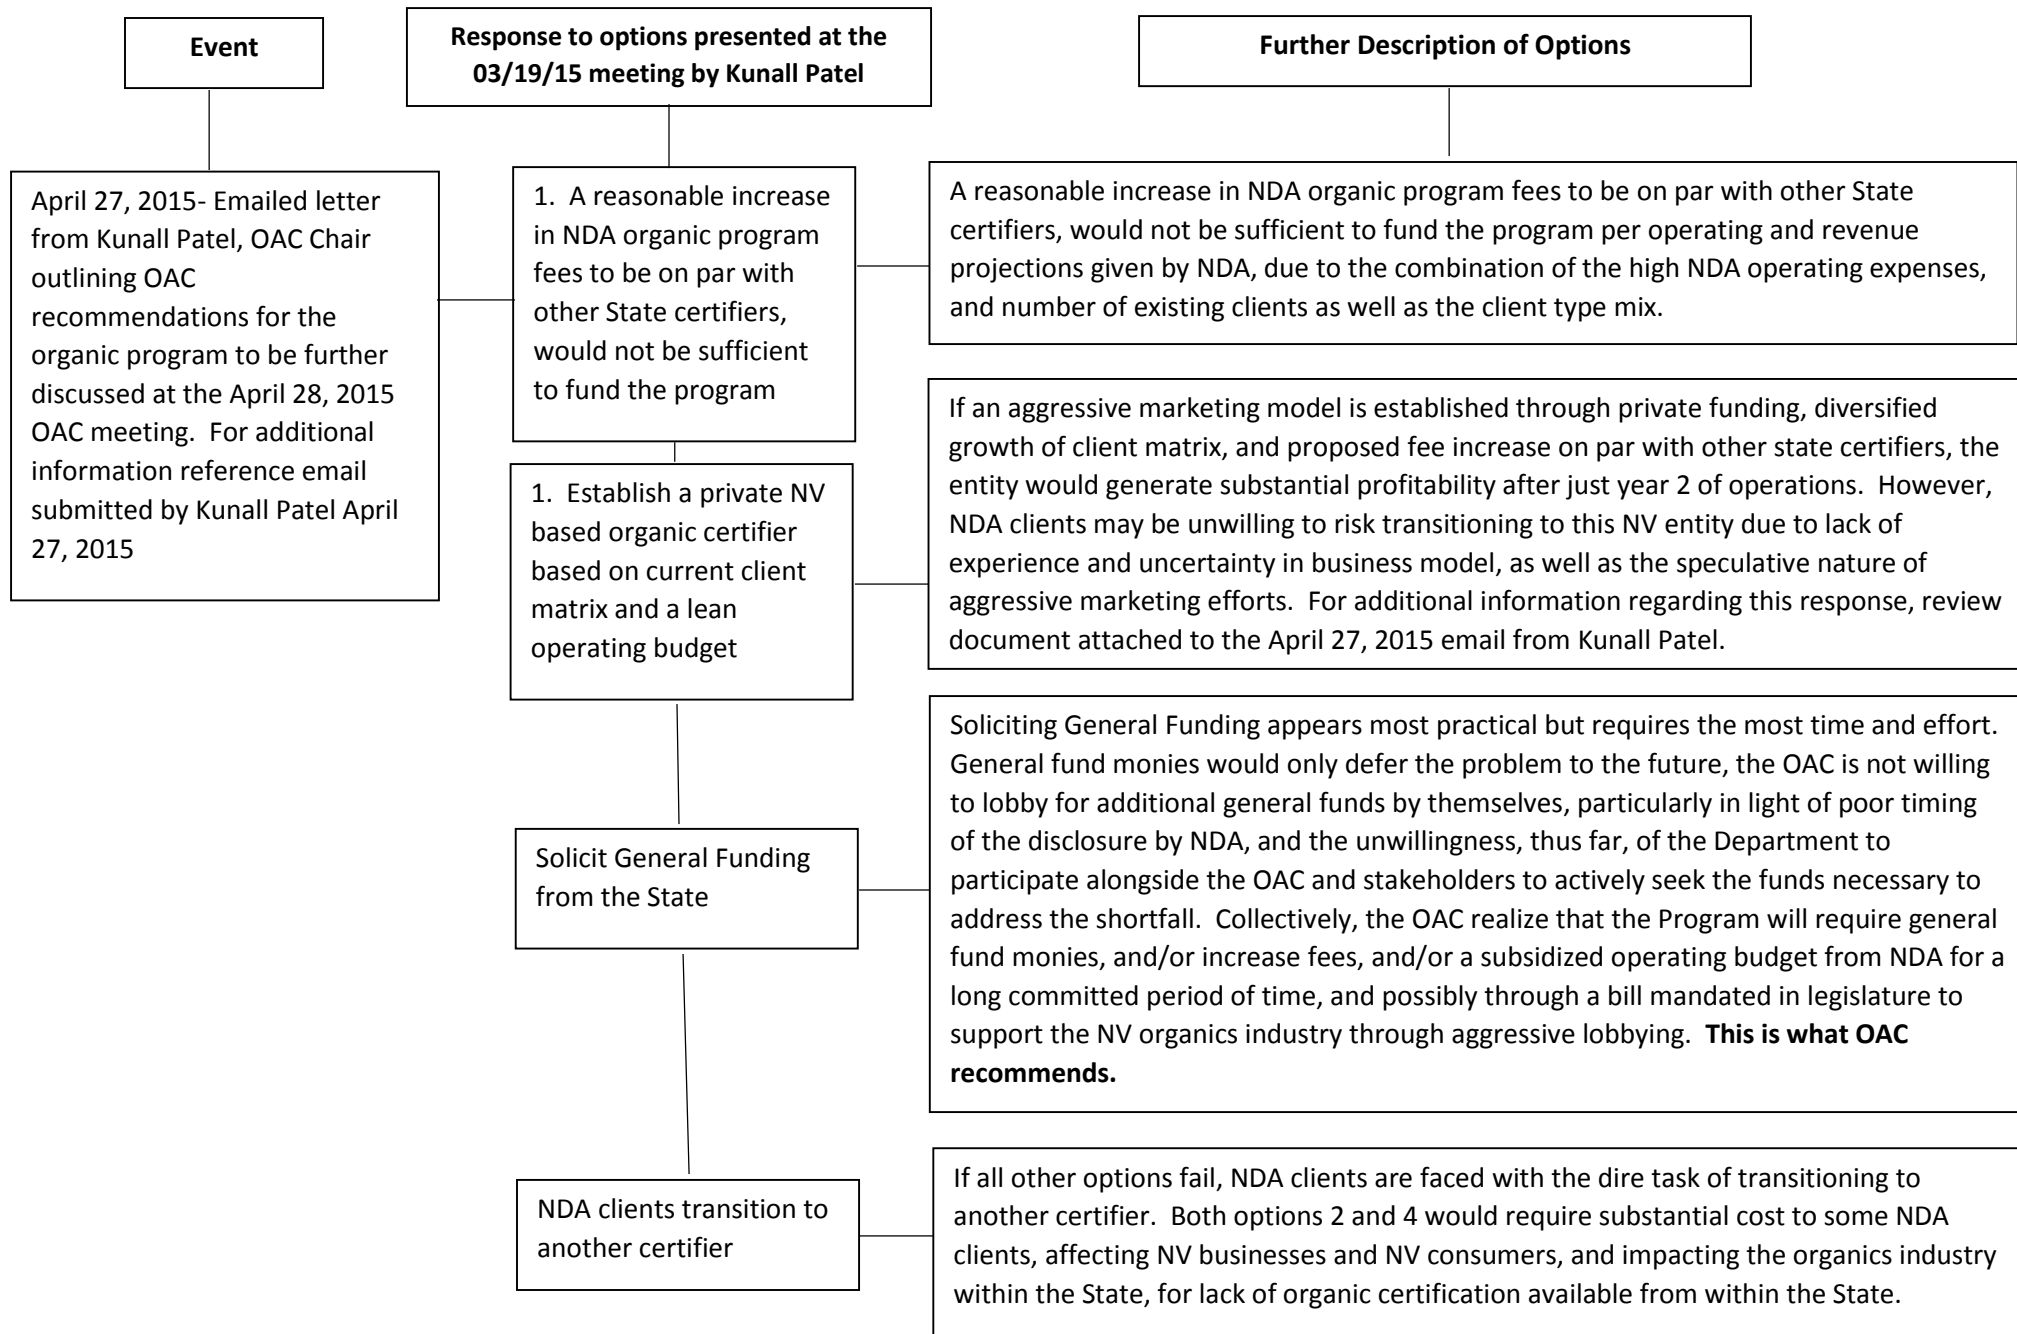 Event
Response to options presented at the
03/19/15 meeting by Kunall Patel
Further Description of Options
April 27, 2015- Emailed letter
from Kunall Patel, OAC Chair
outlining OAC
recommendations for the
organic program to be further
discussed at the April 28, 2015
OAC meeting.  For additional
information reference email
submitted by Kunall Patel April
27, 2015
1.  A reasonable increase
in NDA organic program
fees to be on par with
other State certifiers,
would not be sufficient
to fund the program
A reasonable increase in NDA organic program fees to be on par with other State
certifiers, would not be sufficient to fund the program per operating and revenue
projections given by NDA, due to the combination of the high NDA operating expenses,
and number of existing clients as well as the client type mix.
1.  Establish a private NV
based organic certifier
based on current client
matrix and a lean
operating budget
If an aggressive marketing model is established through private funding, diversified
growth of client matrix, and proposed fee increase on par with other state certifiers, the
entity would generate substantial profitability after just year 2 of operations.  However,
NDA clients may be unwilling to risk transitioning to this NV entity due to lack of
experience and uncertainty in business model, as well as the speculative nature of
aggressive marketing efforts.  For additional information regarding this response, review
document attached to the April 27, 2015 email from Kunall Patel.
Solicit General Funding
from the State
Soliciting General Funding appears most practical but requires the most time and effort.
General fund monies would only defer the problem to the future, the OAC is not willing
to lobby for additional general funds by themselves, particularly in light of poor timing
of the disclosure by NDA, and the unwillingness, thus far, of the Department to
participate alongside the OAC and stakeholders to actively seek the funds necessary to
address the shortfall.  Collectively, the OAC realize that the Program will require general
fund monies, and/or increase fees, and/or a subsidized operating budget from NDA for a
long committed period of time, and possibly through a bill mandated in legislature to
support the NV organics industry through aggressive lobbying.  This is what OAC
recommends.
NDA clients transition to
another certifier
If all other options fail, NDA clients are faced with the dire task of transitioning to
another certifier.  Both options 2 and 4 would require substantial cost to some NDA
clients, affecting NV businesses and NV consumers, and impacting the organics industry
within the State, for lack of organic certification available from within the State.